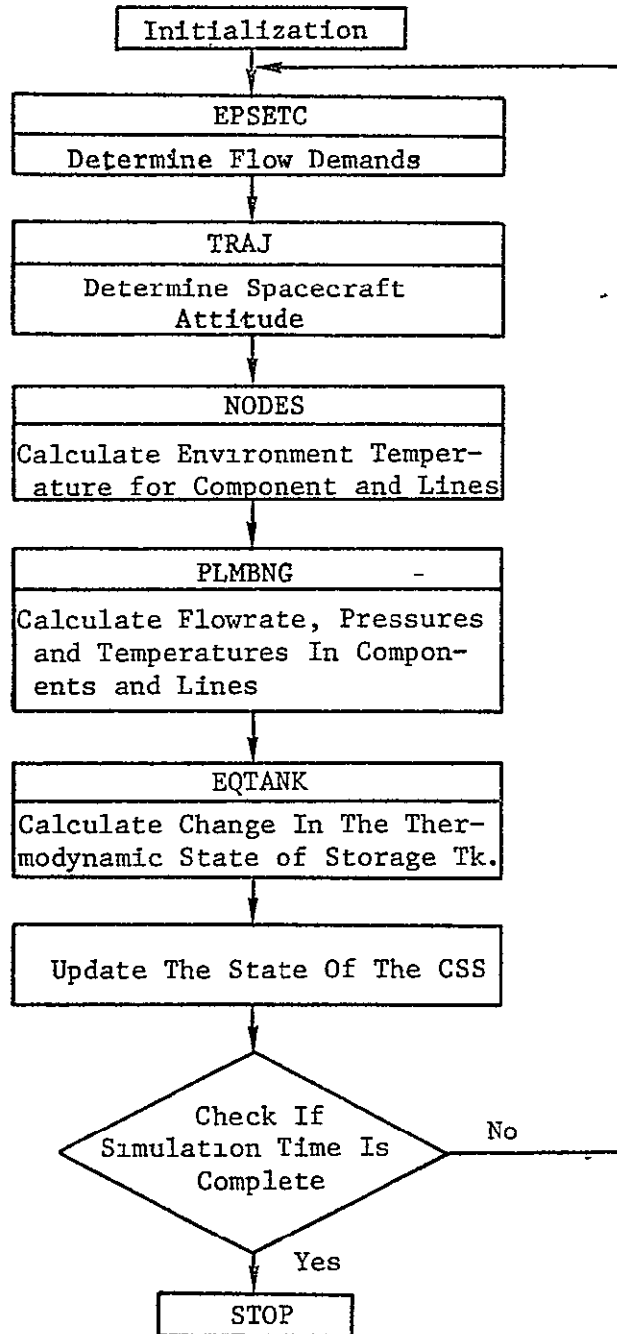 Initialization
EPSETC
Determine Flow Demands
TRAJ
Determine Spacecraft
Attitude
NODES
Calculate Environment Temper-
ature for Component and Lines
PLMBNG
Calculate Flowrate, Pressures
and Temperatures In Compon-
ents and Lines
EQTANK
Calculate Change In The Ther-
modynamic State of Storage Tk.
Update The State Of The CSS
Check If
Simulation Time Is
Complete
No
Yes
STOP